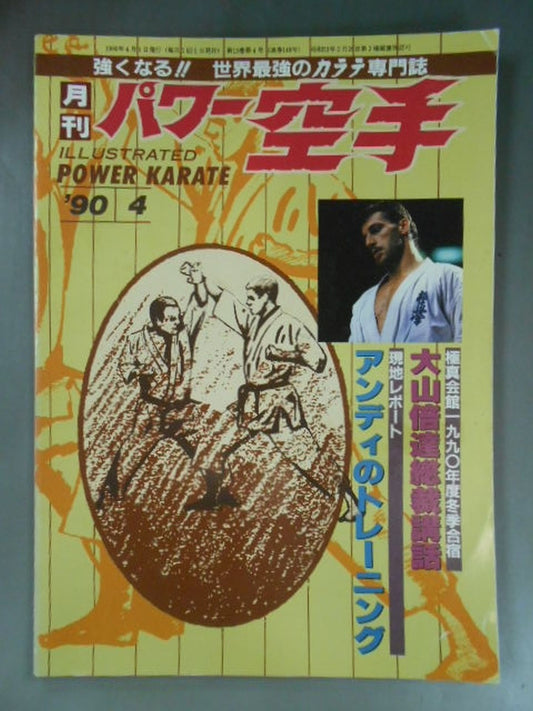 強くなる!! 世界最強のカラテ専門誌
月刊
パワー空手
ILLUSTRATED
POWER KARATE
'90 4
極真会館一九九〇年度冬季合宿
大山倍達総裁講話
現地レポート
アンディのトレーニング